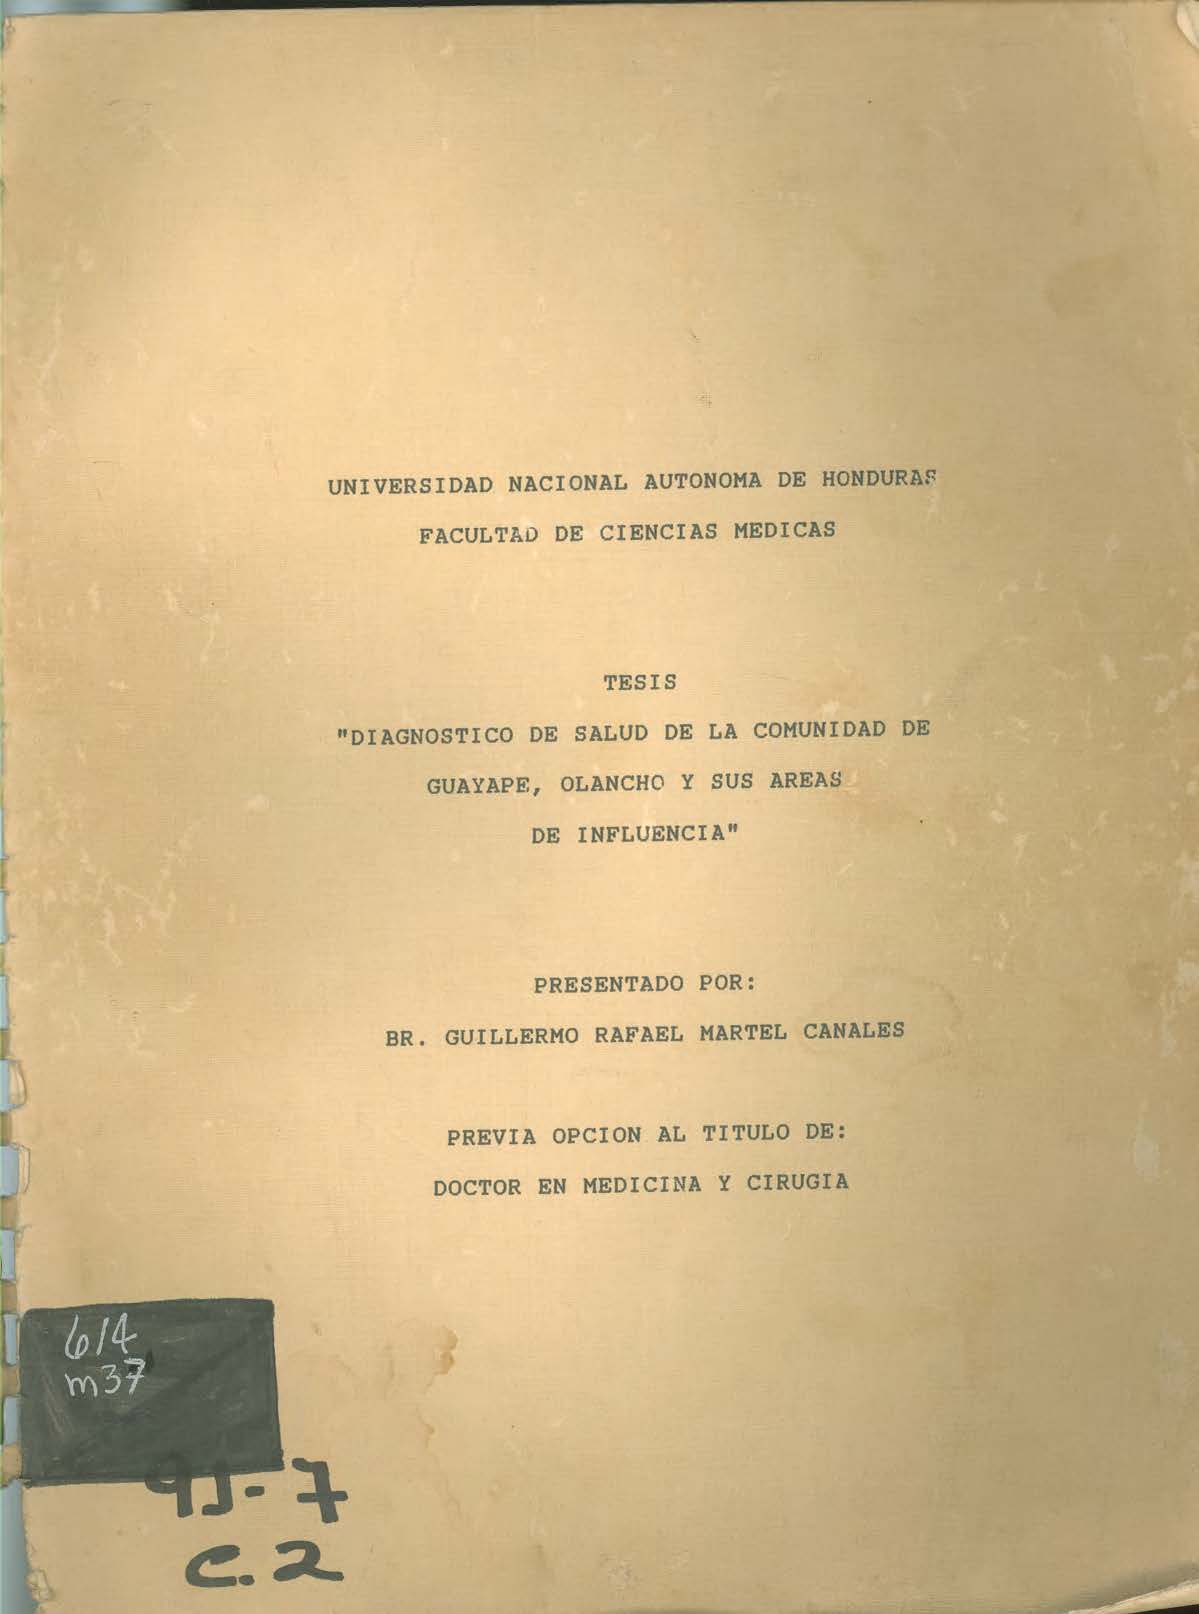 UNIVERSIDAD NACIONAL AUTONOMA DE HONDURAS
FACULTAD DE CIENCIAS MEDICAS
TESIS
"DIAGNOSTICO DE SALUD DE LA COMUNIDAD DE
GUAYAPE, OLANCHO Y SUS AREAS
DE INFLUENCIA"
PRESENTADO POR:
BR. GUILLERMO RAFAEL MARTEL CANALES
PREVIA OPCION AL TITULO DE:
DOCTOR EN MEDICINA Y CIRUGIA
614
m37
C.2